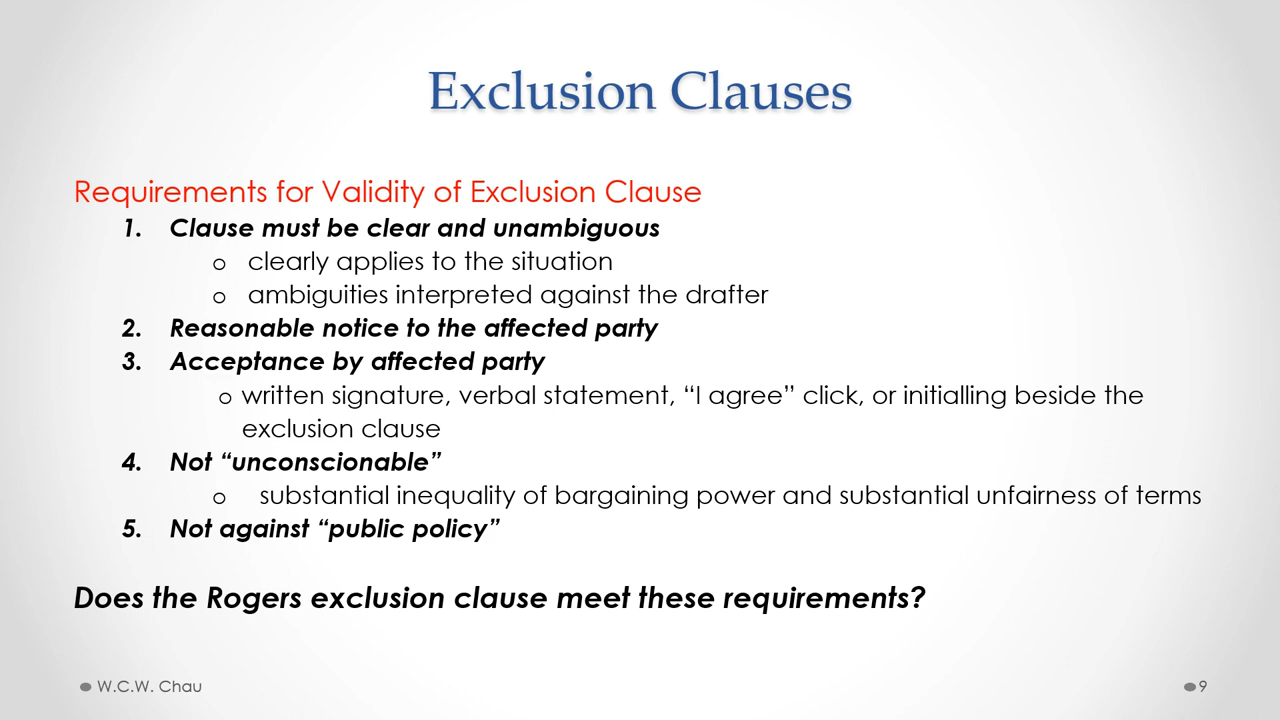 Exclusion Clauses
Requirements for Validity of Exclusion Clause
1. Clause must be clear and unambiguous
o clearly applies to the situation
o ambiguities interpreted against the drafter
2. Reasonable notice to the affected party
3. Acceptance by affected party
o written signature, verbal statement, “I agree” click, or initialling beside the
exclusion clause
4. Not “unconscionable”
o substantial inequality of bargaining power and substantial unfairness of terms
5. Not against “public policy”
Does the Rogers exclusion clause meet these requirements?
W.C.W. Chau
9